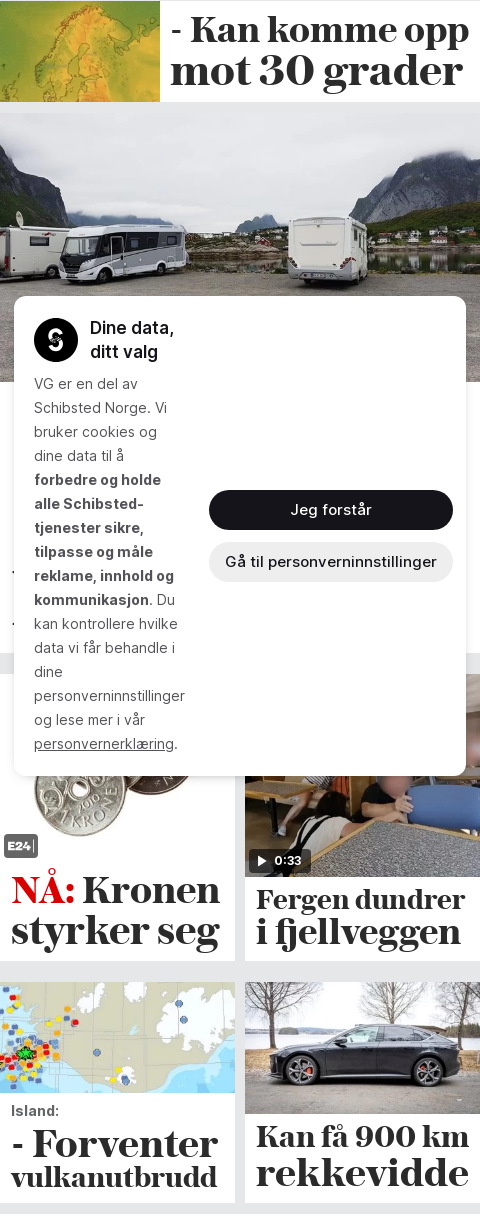 - Kan komme opp
mot 30 grader
Dine data,
ditt valg
VG er en del av
Schibsted Norge. Vi
bruker cookies og
dine data til å
forbedre og holde
alle Schibsted-
tjenester sikre,
tilpasse og måle
reklame, innhold og
kommunikasjon. Du
kan kontrollere hvilke
data vi får behandle i
dine
personverninnstillinger
og lese mer i vår
personvernerklæring.
Jeg forstår
Gå til personverninnstillinger
2010
1 KRONE
E24
NÅ: Kronen
styrker seg
0:33
Fergen dundrer
i fjellveggen
Island:
- Forventer
vulkanutbrudd
Kan få 900 km
rekkevidde